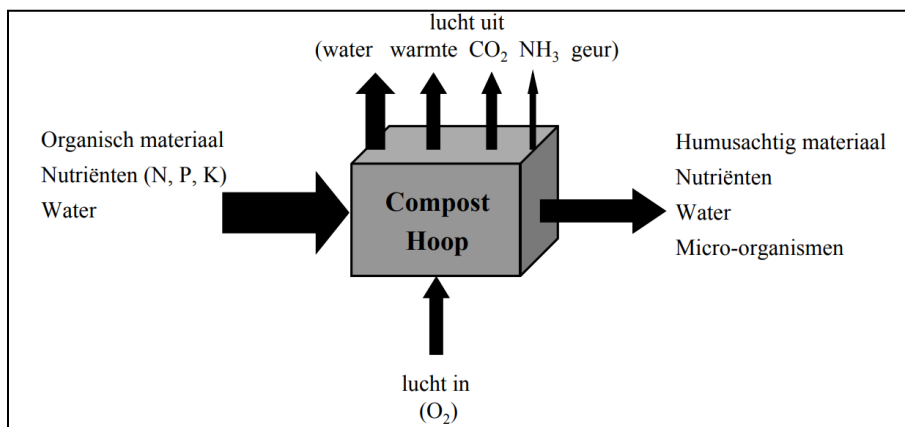 lucht uit
(water warmte CO₂ NH₃ geur)
Organisch materiaal
Nutriënten (N, P, K)
Water
Compost
Hoop
Humusachtig materiaal
Nutriënten
Water
Micro-organismen
lucht in
(O₂)